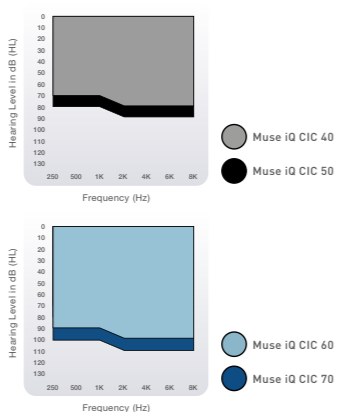 Hearing Level in dB (HL)
0
10
20
30
40
50
60
70
80
90
100
110
120
130
250 500 1K 2K 4K 6K 8K
Frequency (Hz)
Muse iQ CIC 40
Muse iQ CIC 50
Hearing Level in dB (HL)
0
10
20
30
40
50
60
70
80
90
100
110
120
130
250 500 1K 2K 4K 6K 8K
Frequency (Hz)
Muse iQ CIC 60
Muse iQ CIC 70